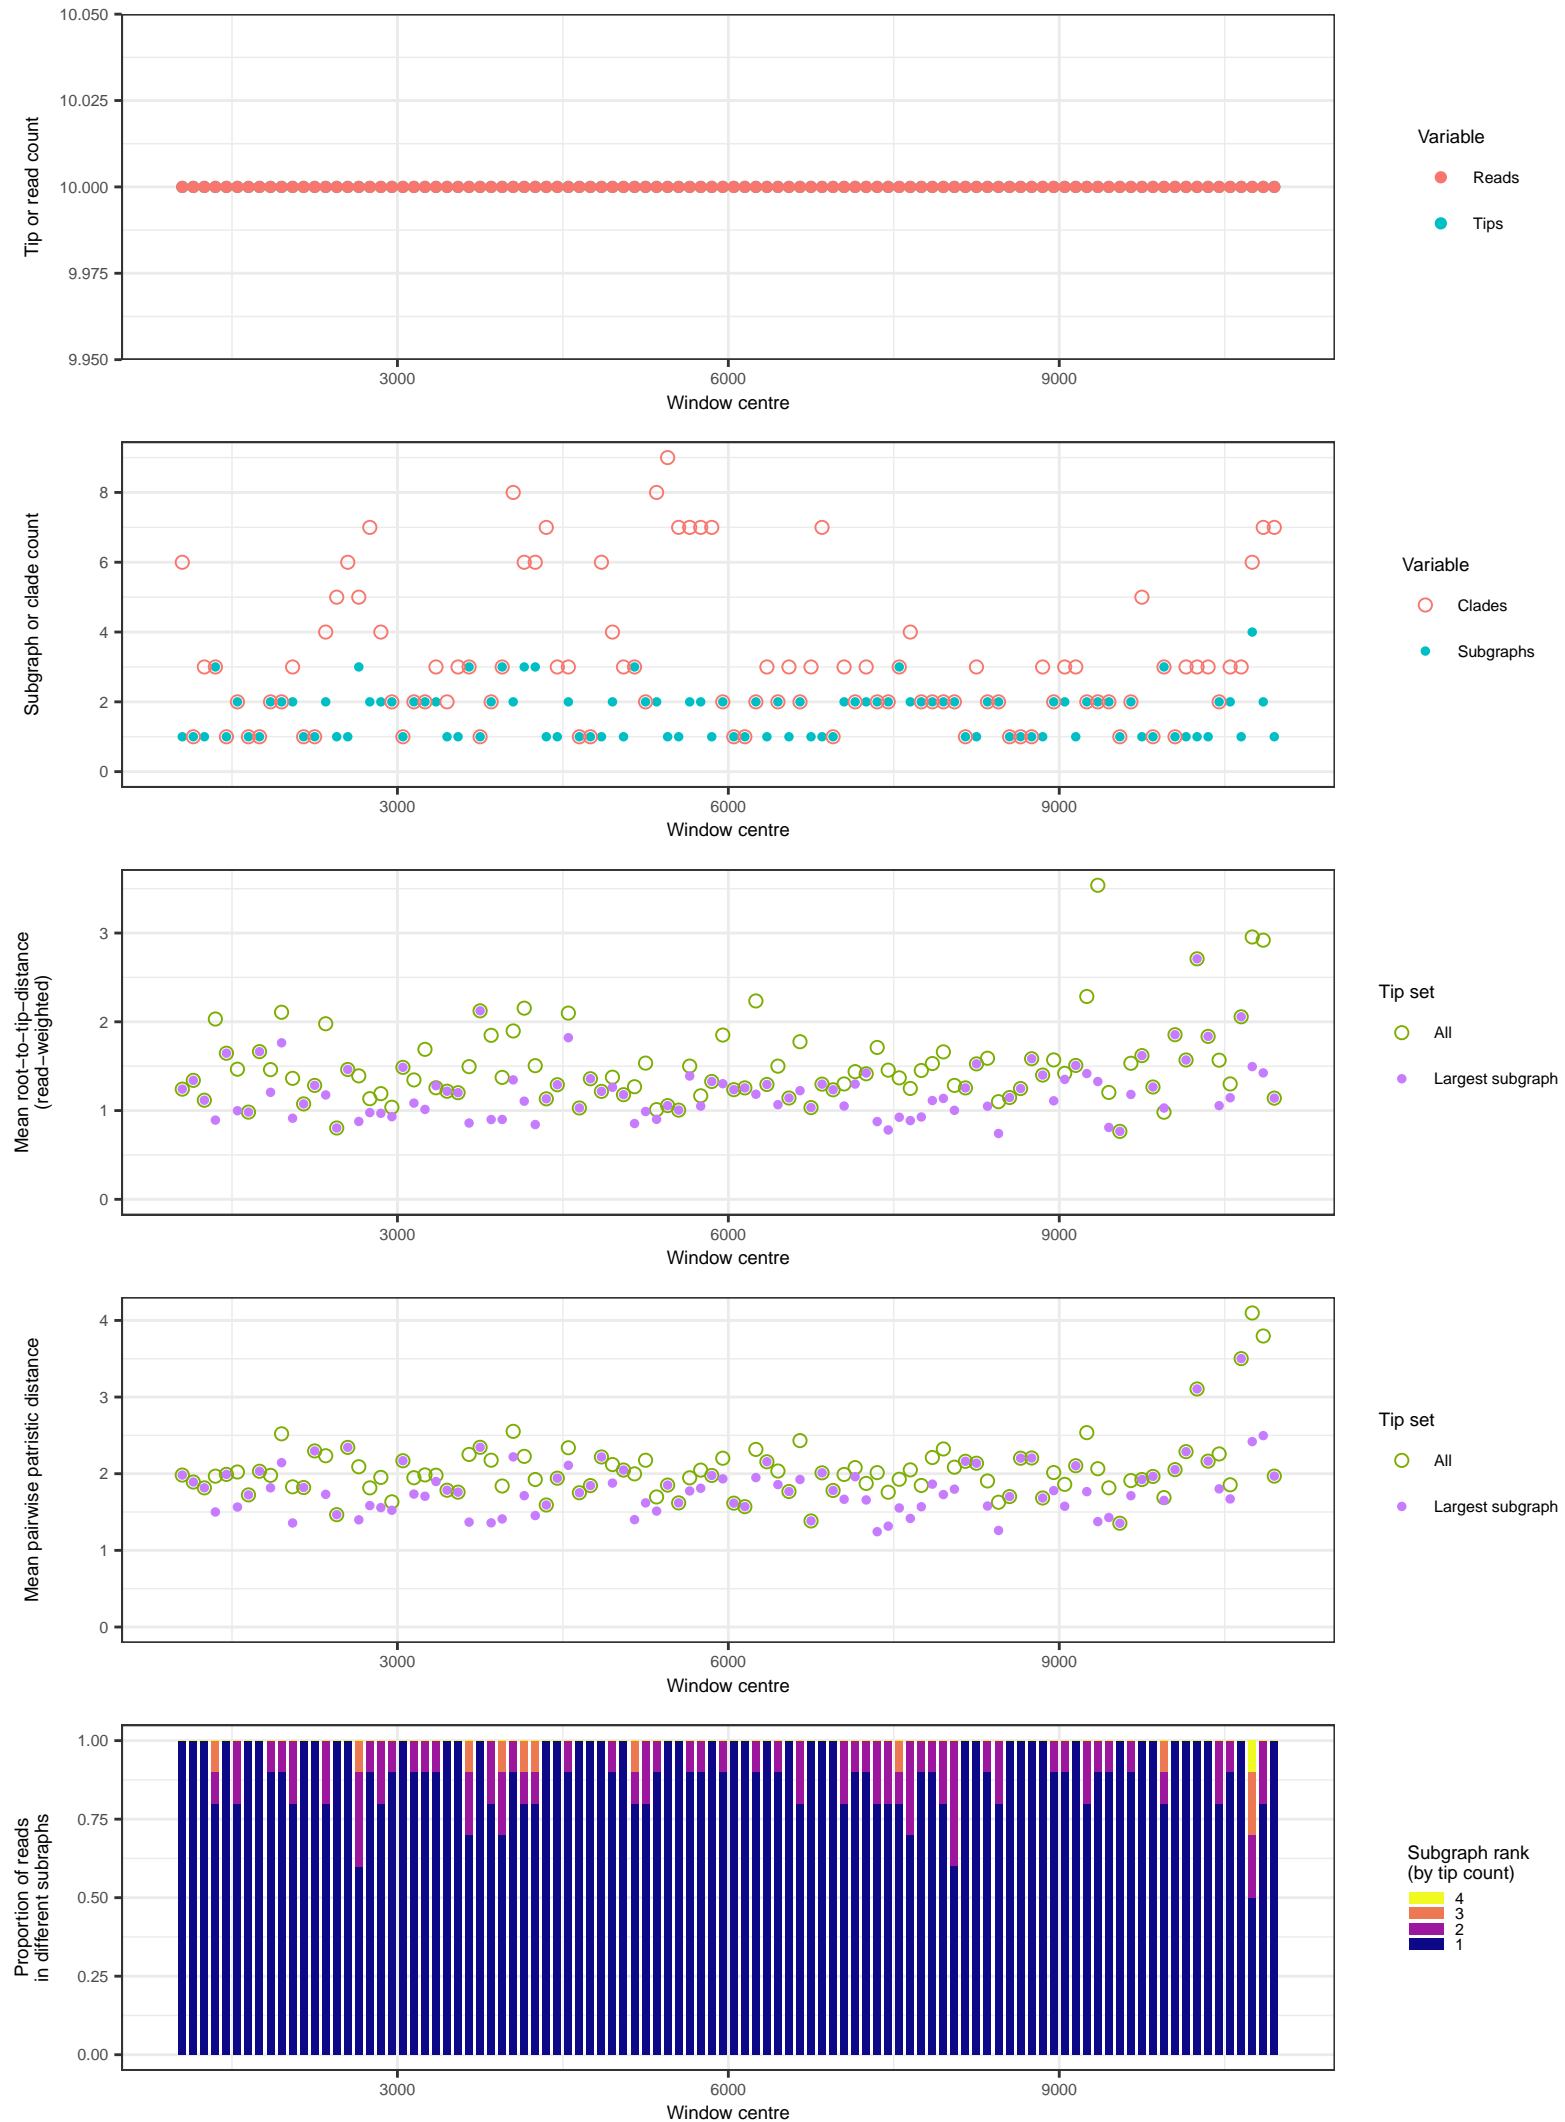 10.050
10.025
10.000
9.975
9.950
Tip or read count
3000
6000
9000
Window centre
Variable
Reads
Tips
8
6
4
2
0
Subgraph or clade count
3000
6000
9000
Window centre
Variable
Clades
Subgraphs
3
2
1
0
Mean root−to−tip−distance
(read−weighted)
3000
6000
9000
Window centre
Tip set
All
Largest subgraph
4
3
2
1
0
Mean pairwise patristic distance
3000
6000
9000
Window centre
Tip set
All
Largest subgraph
1.00
0.75
0.50
0.25
0.00
Proportion of reads
in different subraphs
3000
6000
9000
Window centre
Subgraph rank
(by tip count)
4
3
2
1